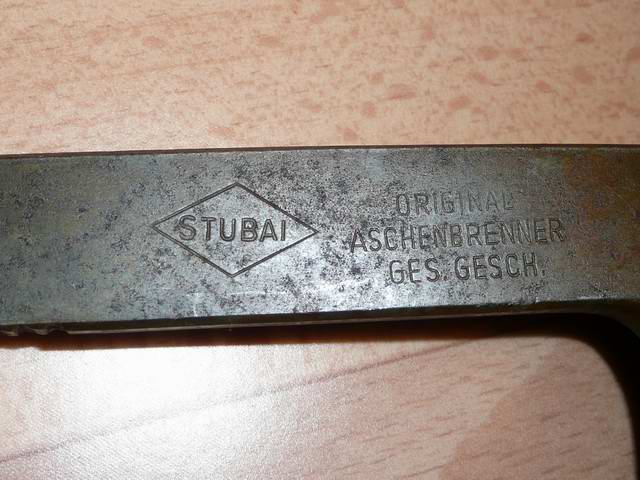 STUBAI
ORIGINAL
ASCHENBRENNER
GES. GESCH.